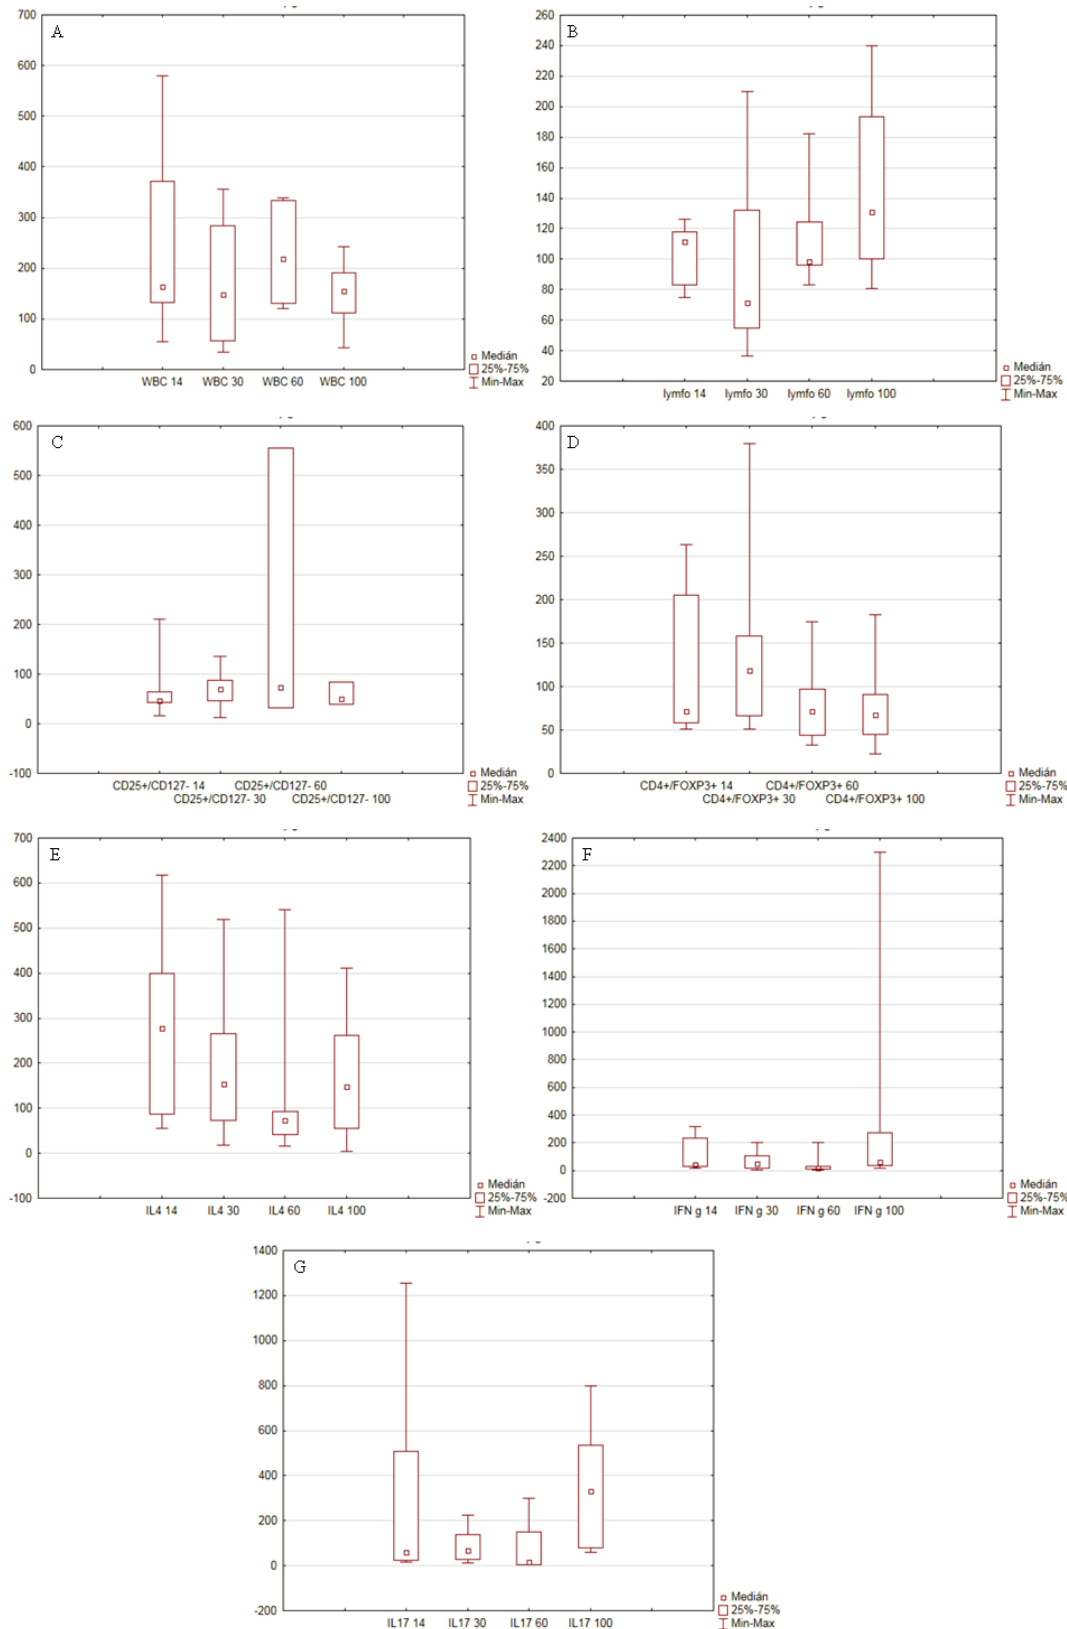 A
700
600
500
400
300
200
100
0
WBC 14 WBC 30 WBC 60 WBC 100
Medián
25%-75%
Min-Max
B
260
240
220
200
180
160
140
120
100
80
60
40
20
lymfo 14 lymfo 30 lymfo 60 lymfo 100
Medián
25%-75%
Min-Max
C
600
500
400
300
200
100
0
-100
CD25+/CD127- 14 CD25+/CD127- 60
CD25+/CD127- 30 CD25+/CD127- 100
Medián
25%-75%
Min-Max
D
400
350
300
250
200
150
100
50
0
CD4+/FOXP3+ 14 CD4+/FOXP3+ 60
CD4+/FOXP3+ 30 CD4+/FOXP3+ 100
Medián
25%-75%
Min-Max
E
700
600
500
400
300
200
100
0
-100
IL4 14 IL4 30 IL4 60 IL4 100
Medián
25%-75%
Min-Max
F
2400
2200
2000
1800
1600
1400
1200
1000
800
600
400
200
0
-200
IFN g 14 IFN g 30 IFN g 60 IFN g 100
Medián
25%-75%
Min-Max
G
1400
1200
1000
800
600
400
200
0
-200
IL17 14 IL17 30 IL17 60 IL17 100
Medián
25%-75%
Min-Max